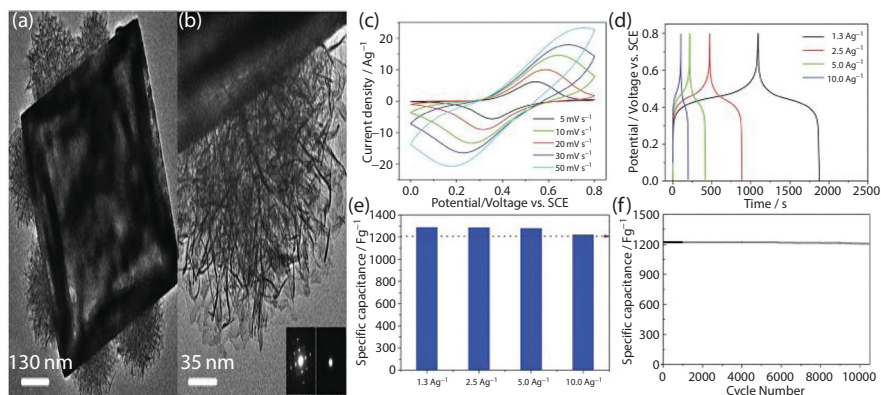 (a)
(b)
130 nm
35 nm
(c)
Current density / Ag⁻¹
20
15
10
5
0
−5
−10
−15
−20
5 mV s⁻¹
10 mV s⁻¹
20 mV s⁻¹
30 mV s⁻¹
50 mV s⁻¹
0.0 0.2 0.4 0.6 0.8
Potential/Voltage vs. SCE
(d)
Potential / Voltage vs. SCE
0.8
0.6
0.4
0.2
0.0
1.3 Ag⁻¹
2.5 Ag⁻¹
5.0 Ag⁻¹
10.0 Ag⁻¹
0 500 1000 1500 2000 2500
Time / s
(e)
Specific capacitance / Fg⁻¹
1400
1200
1000
800
600
400
200
0
1.3 Ag⁻¹ 2.5 Ag⁻¹ 5.0 Ag⁻¹ 10.0 Ag⁻¹
(f)
Specific capacitance / Fg⁻¹
1500
1200
900
600
300
0
0 2000 4000 6000 8000 10000
Cycle Number